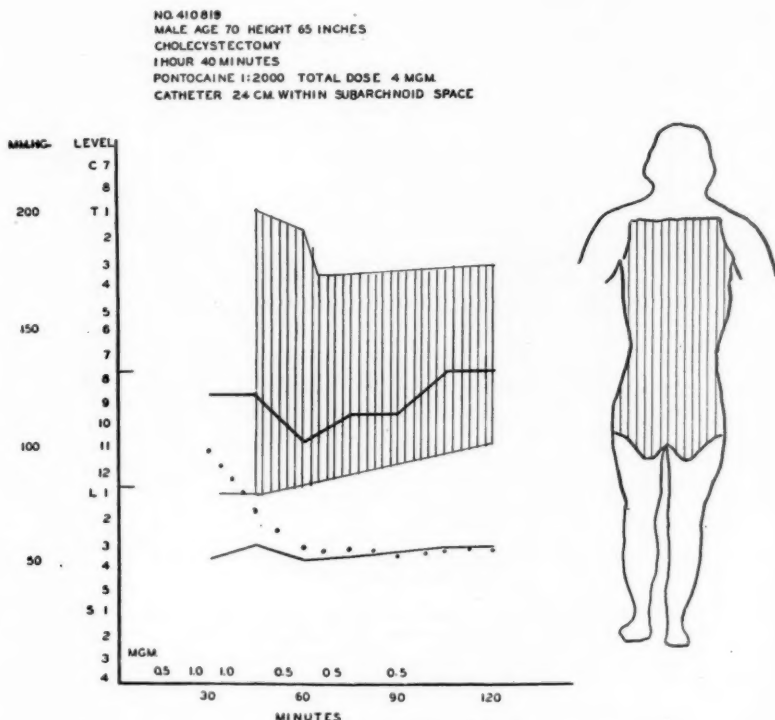 NO. 410819
MALE AGE 70 HEIGHT 65 INCHES
CHOLECYSTECTOMY
1 HOUR 40 MINUTES
PONTOCAINE 1:2000 TOTAL DOSE 4 MGM.
CATHETER 24 CM. WITHIN SUBARCHNOID SPACE
MM.HG. LEVEL
C 7
8
200 T 1
2
3
4
5
150 6
7
8
9
10
100 11
12
L 1
2
3
50 4
5
S 1
2
3
4
MGM.
0.5 1.0 1.0 0.5 0.5 0.5
30 60 90 120
MINUTES